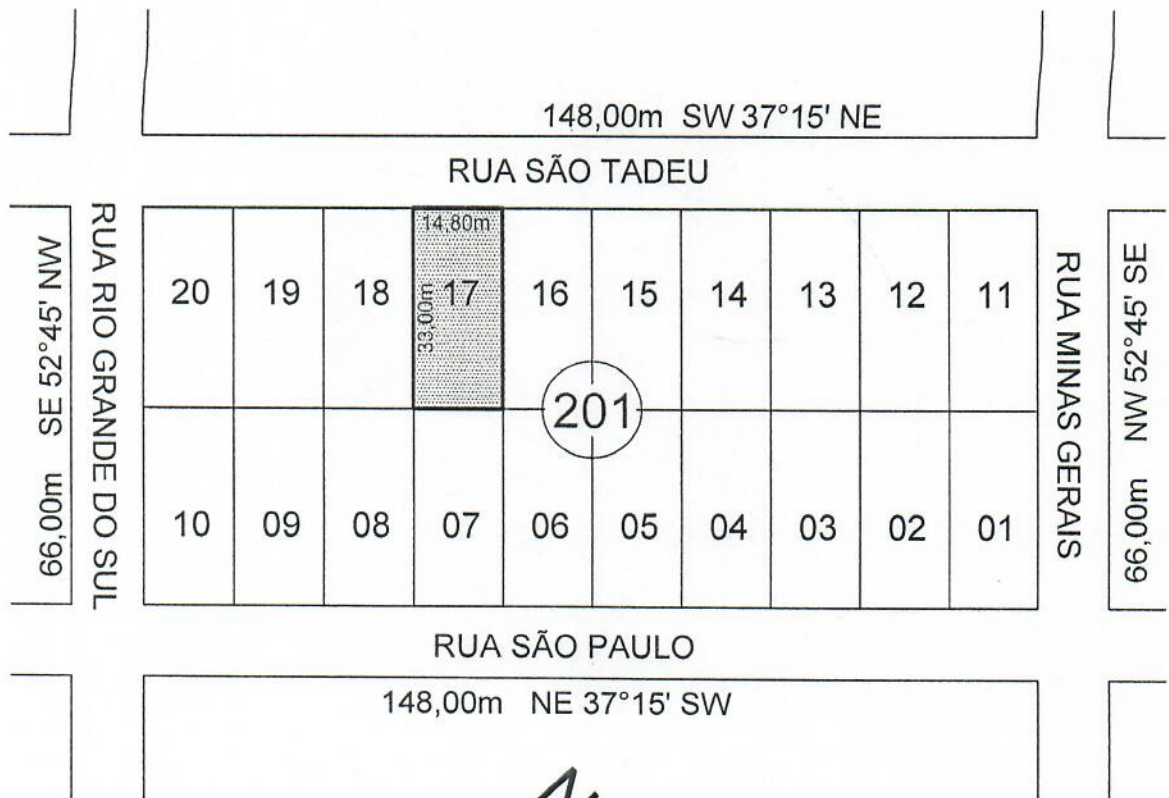 148,00m SW 37°15' NE
RUA SÃO TADEU
66,00m SE 52°45' NW
RUA RIO GRANDE DO SUL
14,80m
33,00m
20 19 18 17 16 15 14 13 12 11
201
10 09 08 07 06 05 04 03 02 01
RUA MINAS GERAIS
66,00m NW 52°45' SE
RUA SÃO PAULO
148,00m NE 37°15' SW